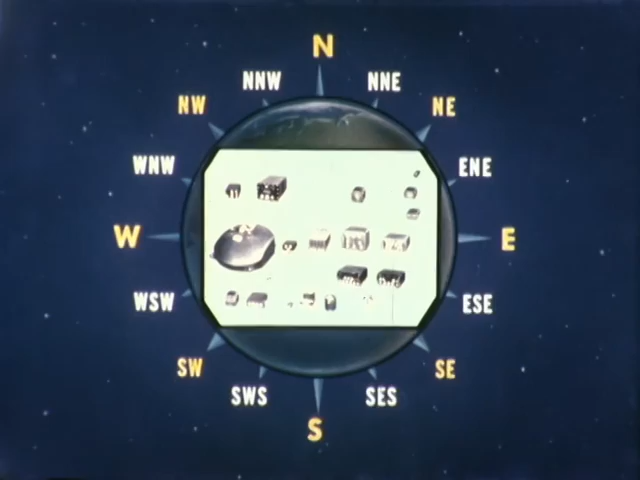 N
NNW NNE
NW NE
WNW ENE
W E
WSW ESE
SW SE
SWS SES
S